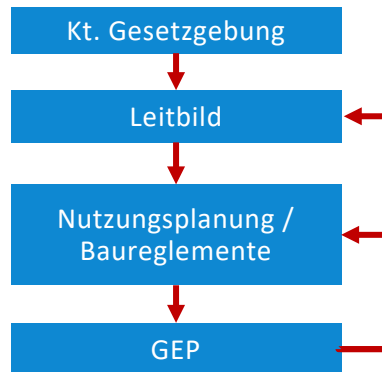 Kt. Gesetzgebung
Leitbild
Nutzungsplanung /
Baureglemente
GEP